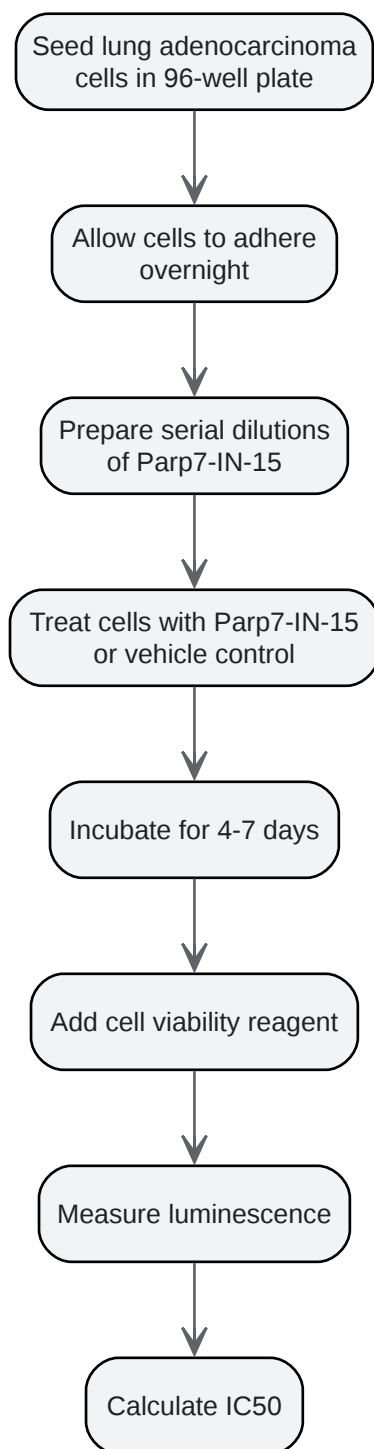 Seed lung adenocarcinoma
cells in 96-well plate
Allow cells to adhere
overnight
Prepare serial dilutions
of Parp7-IN-15
Treat cells with Parp7-IN-15
or vehicle control
Incubate for 4-7 days
Add cell viability reagent
Measure luminescence
Calculate IC50